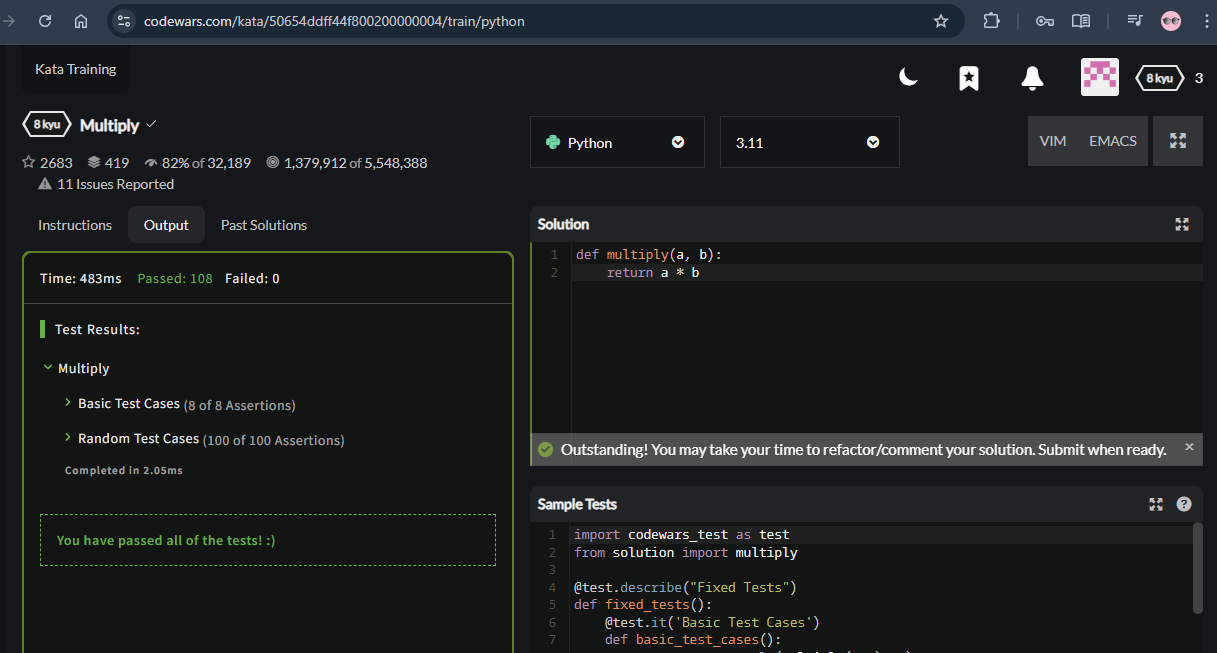 codewars.com/kata/50654ddff44f800200000004/train/python
Kata Training
8 kyu 3
8 kyu Multiply
2683 419 82% of 32,189 1,379,912 of 5,548,388
11 Issues Reported
Python
3.11
VIM EMACS
Instructions Output Past Solutions
Time: 483ms Passed: 108 Failed: 0
Test Results:
Multiply
Basic Test Cases (8 of 8 Assertions)
Random Test Cases (100 of 100 Assertions)
Completed in 2.05ms
You have passed all of the tests! :)
Solution
1 def multiply(a, b):
2 return a * b
Outstanding! You may take your time to refactor/comment your solution. Submit when ready.
Sample Tests
1 import codewars_test as test
2 from solution import multiply
3
4 @test.describe("Fixed Tests")
5 def fixed_tests():
6 @test.it('Basic Test Cases')
7 def basic_test_cases():